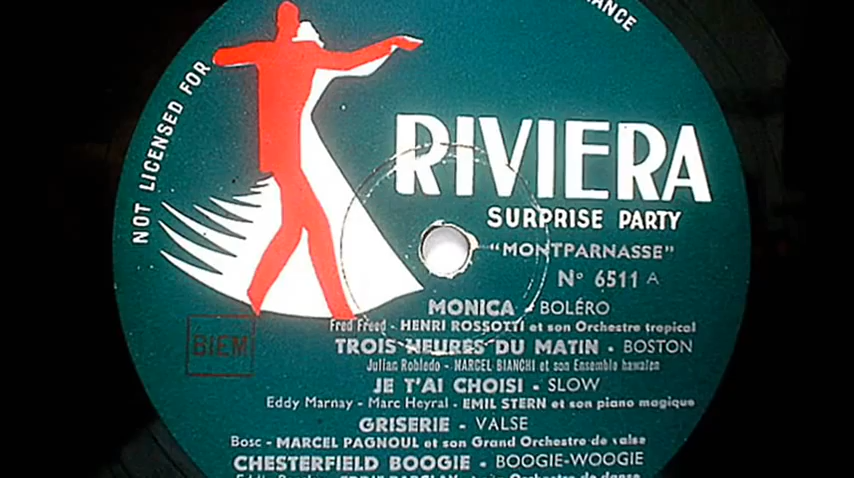 NOT LICENSED FOR
RIVIERA
SURPRISE PARTY
"MONTPARNASSE"
N° 6511 A
MONICA - BOLÉRO
Fred Freed - HENRI ROSSOTTI et son Orchestre tropical
TROIS HEURES DU MATIN - BOSTON
Julian Robledo - MARCEL BIANCHI et son Ensemble hawaïen
JE T'AI CHOISI - SLOW
Eddy Marnay - Marc Heyral - EMIL STERN et son piano magique
GRISERIE - VALSE
Bosc - MARCEL PAGNOUL et son Grand Orchestre de valse
CHESTERFIELD BOOGIE - BOOGIE-WOOGIE
BIEM